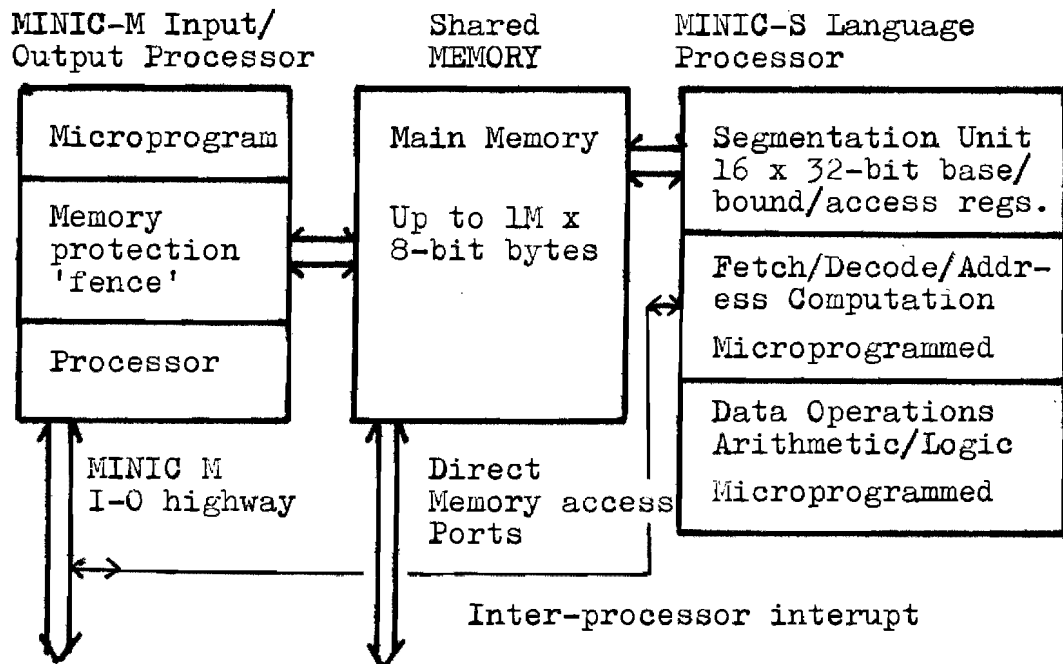 MINIC-M Input/
Output Processor
Shared
MEMORY
MINIC-S Language
Processor
Microprogram
Memory
protection
'fence'
Processor
Main Memory
Up to 1M x
8-bit bytes
Segmentation Unit
16 x 32-bit base/
bound/access regs.
Fetch/Decode/Addr-
ess Computation
Microprogrammed
Data Operations
Arithmetic/Logic
Microprogrammed
MINIC M
I-O highway
Direct
Memory access
Ports
Inter-processor interupt